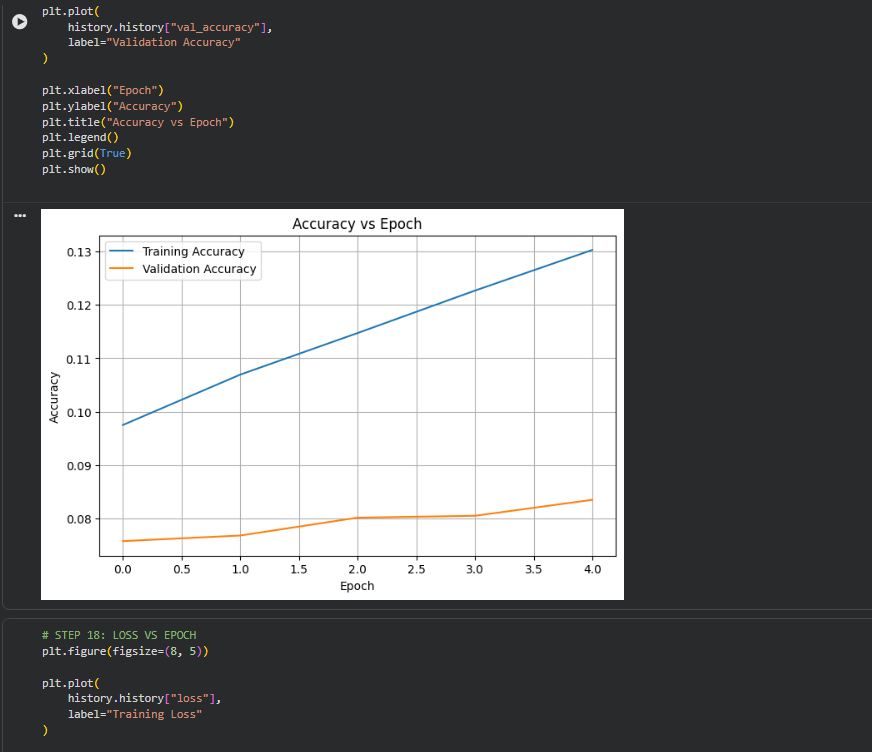 plt.plot(
    history.history["val_accuracy"],
    label="Validation Accuracy"
)
plt.xlabel("Epoch")
plt.ylabel("Accuracy")
plt.title("Accuracy vs Epoch")
plt.legend()
plt.grid(True)
plt.show()
Accuracy vs Epoch
Training Accuracy
Validation Accuracy
0.13
0.12
0.11
0.10
0.09
0.08
Accuracy
0.0 0.5 1.0 1.5 2.0 2.5 3.0 3.5 4.0
Epoch
# STEP 18: LOSS VS EPOCH
plt.figure(figsize=(8, 5))
plt.plot(
    history.history["loss"],
    label="Training Loss"
)